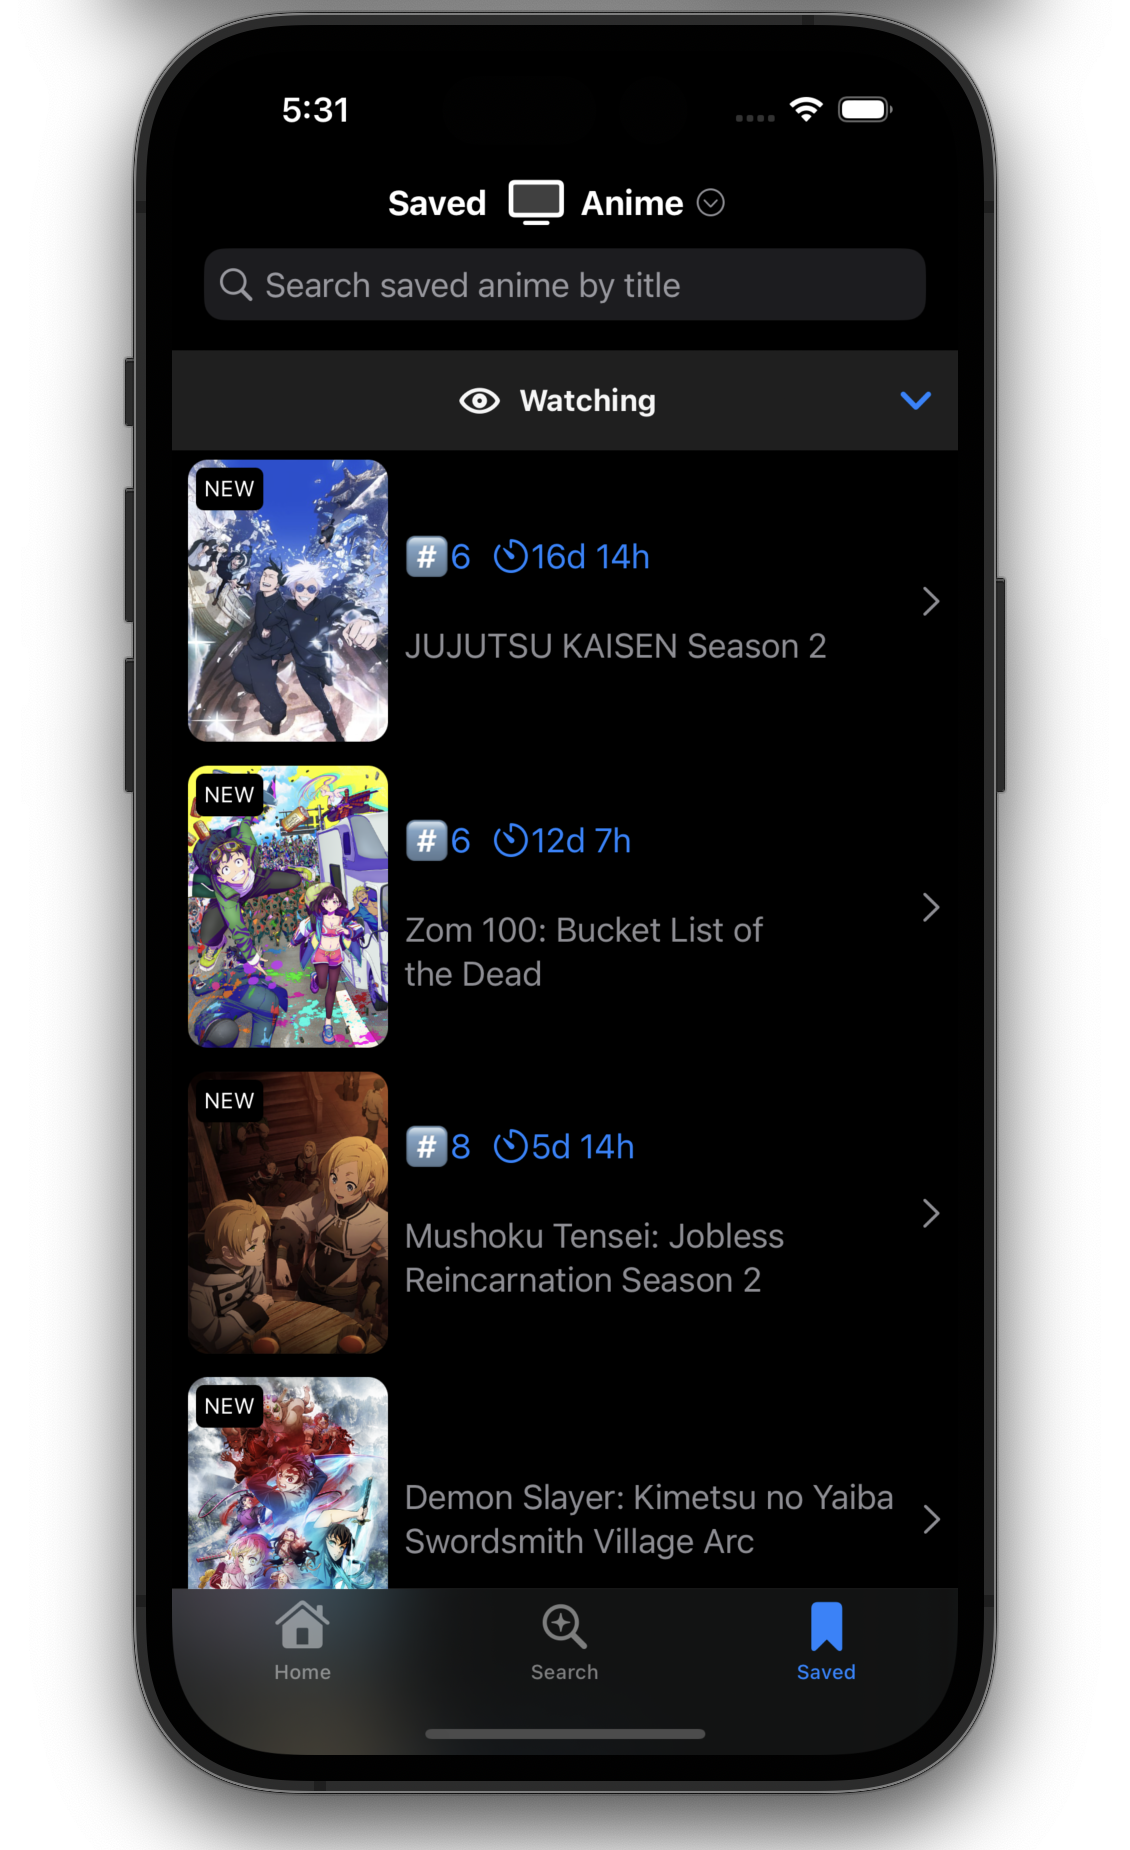 5:31
Saved Anime
Search saved anime by title
Watching
NEW
# 6 16d 14h
JUJUTSU KAISEN Season 2
NEW
# 6 12d 7h
Zom 100: Bucket List of
the Dead
NEW
# 8 5d 14h
Mushoku Tensei: Jobless
Reincarnation Season 2
NEW
Demon Slayer: Kimetsu no Yaiba
Swordsmith Village Arc
Home Search Saved